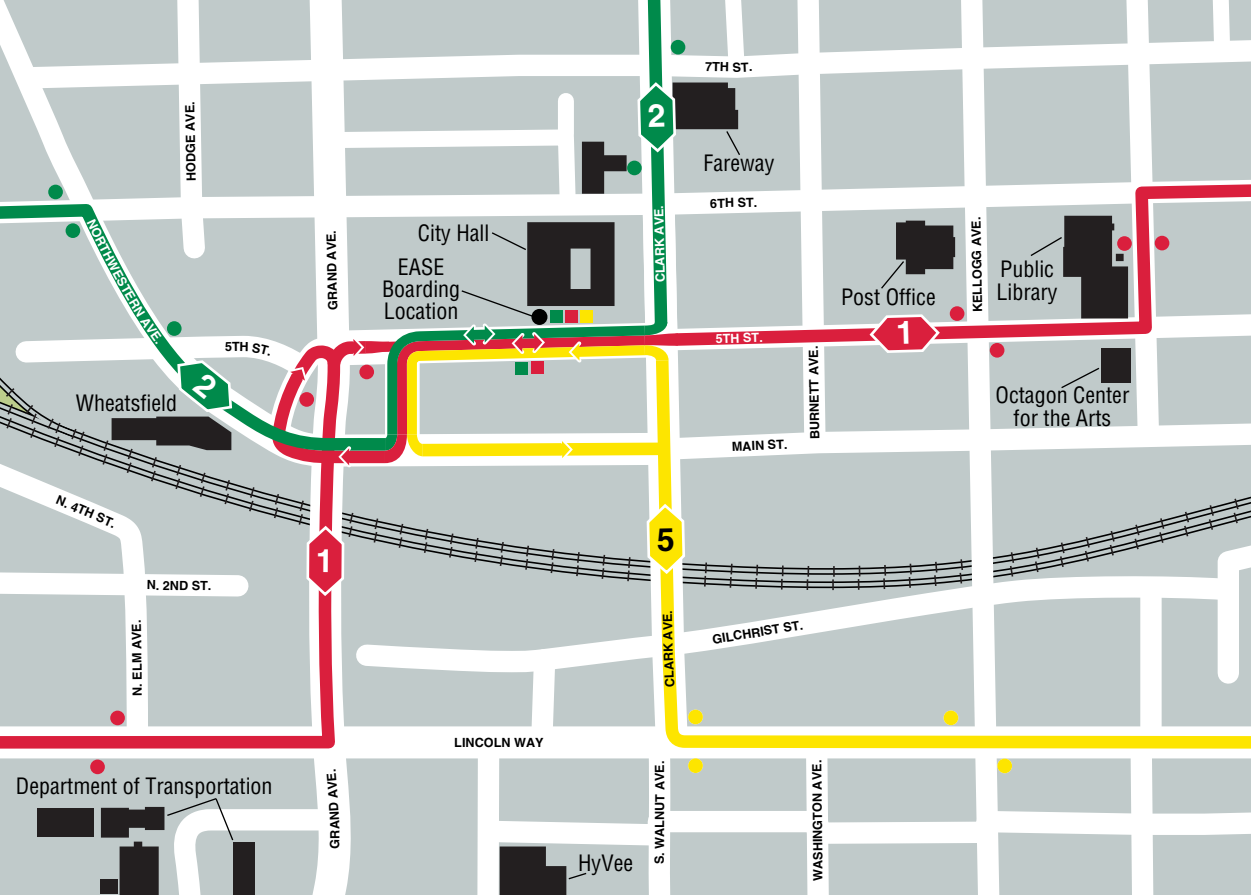 7TH ST.
2
HODGE AVE.
Fareway
6TH ST.
CLARK AVE.
NORTHWESTERN AVE.
GRAND AVE.
City Hall
EASE
Boarding
Location
KELLOGG AVE.
Post Office
Public
Library
5TH ST.
5TH ST.
1
2
Wheatsfield
BURNETT AVE.
Octagon Center
for the Arts
MAIN ST.
N. 4TH ST.
5
1
N. 2ND ST.
N. ELM AVE.
CLARK AVE.
GILCHRIST ST.
LINCOLN WAY
Department of Transportation
GRAND AVE.
S. WALNUT AVE.
WASHINGTON AVE.
HyVee